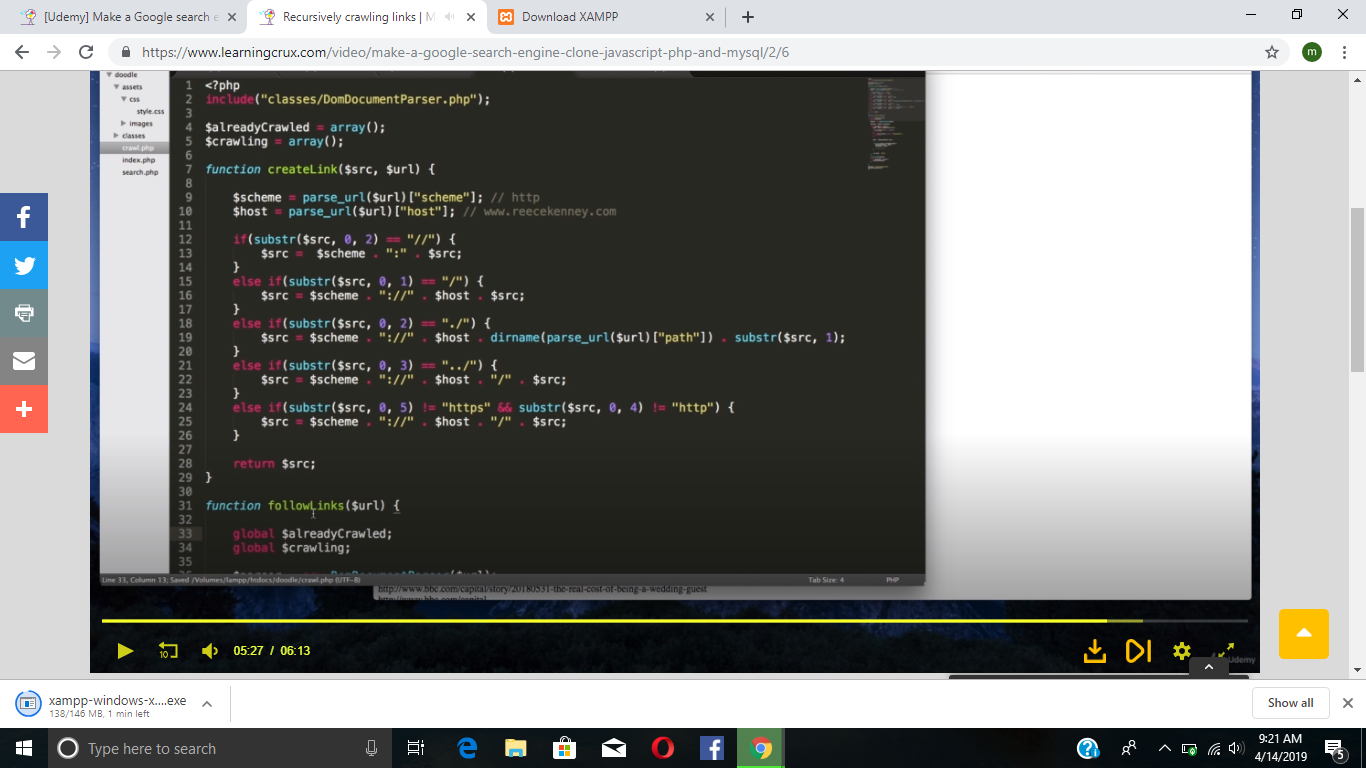 [Udemy] Make a Google search e
Recursively crawling links | M
Download XAMPP
https://www.learningcrux.com/video/make-a-google-search-engine-clone-javascript-php-and-mysql/2/6
m
doodle
assets
css
style.css
images
classes
crawl.php
index.php
search.php
1 <?php
2 include("classes/DomDocumentParser.php");
3
4 $alreadyCrawled = array();
5 $crawling = array();
6
7 function createLink($src, $url) {
8
9 $scheme = parse_url($url)["scheme"]; // http
10 $host = parse_url($url)["host"]; // www.reecekenney.com
11
12 if(substr($src, 0, 2) == "//") {
13 $src =  $scheme . ":" . $src;
14 }
15 else if(substr($src, 0, 1) == "/") {
16 $src = $scheme . "://" . $host . $src;
17 }
18 else if(substr($src, 0, 2) == "./") {
19 $src = $scheme . "://" . $host . dirname(parse_url($url)["path"]) . substr($src, 1);
20 }
21 else if(substr($src, 0, 3) == "../") {
22 $src = $scheme . "://" . $host . "/" . $src;
23 }
24 else if(substr($src, 0, 5) != "https" && substr($src, 0, 4) != "http") {
25 $src = $scheme . "://" . $host . "/" . $src;
26 }
27
28 return $src;
29 }
30
31 function followLinks($url) {
32
33 global $alreadyCrawled;
34 global $crawling;
35
Line 33, Column 13; Saved /Volumes/lampp/htdocs/doodle/crawl.php (UTF-8)
Tab Size: 4
PHP
http://www.bbc.com/capital/story/20180531-the-real-cost-of-being-a-wedding-guest
http://www.bbc.com/capital
10
05:27 / 06:13
Udemy
xampp-windows-x....exe
138/146 MB, 1 min left
Show all
Type here to search
9:21 AM
4/14/2019
5